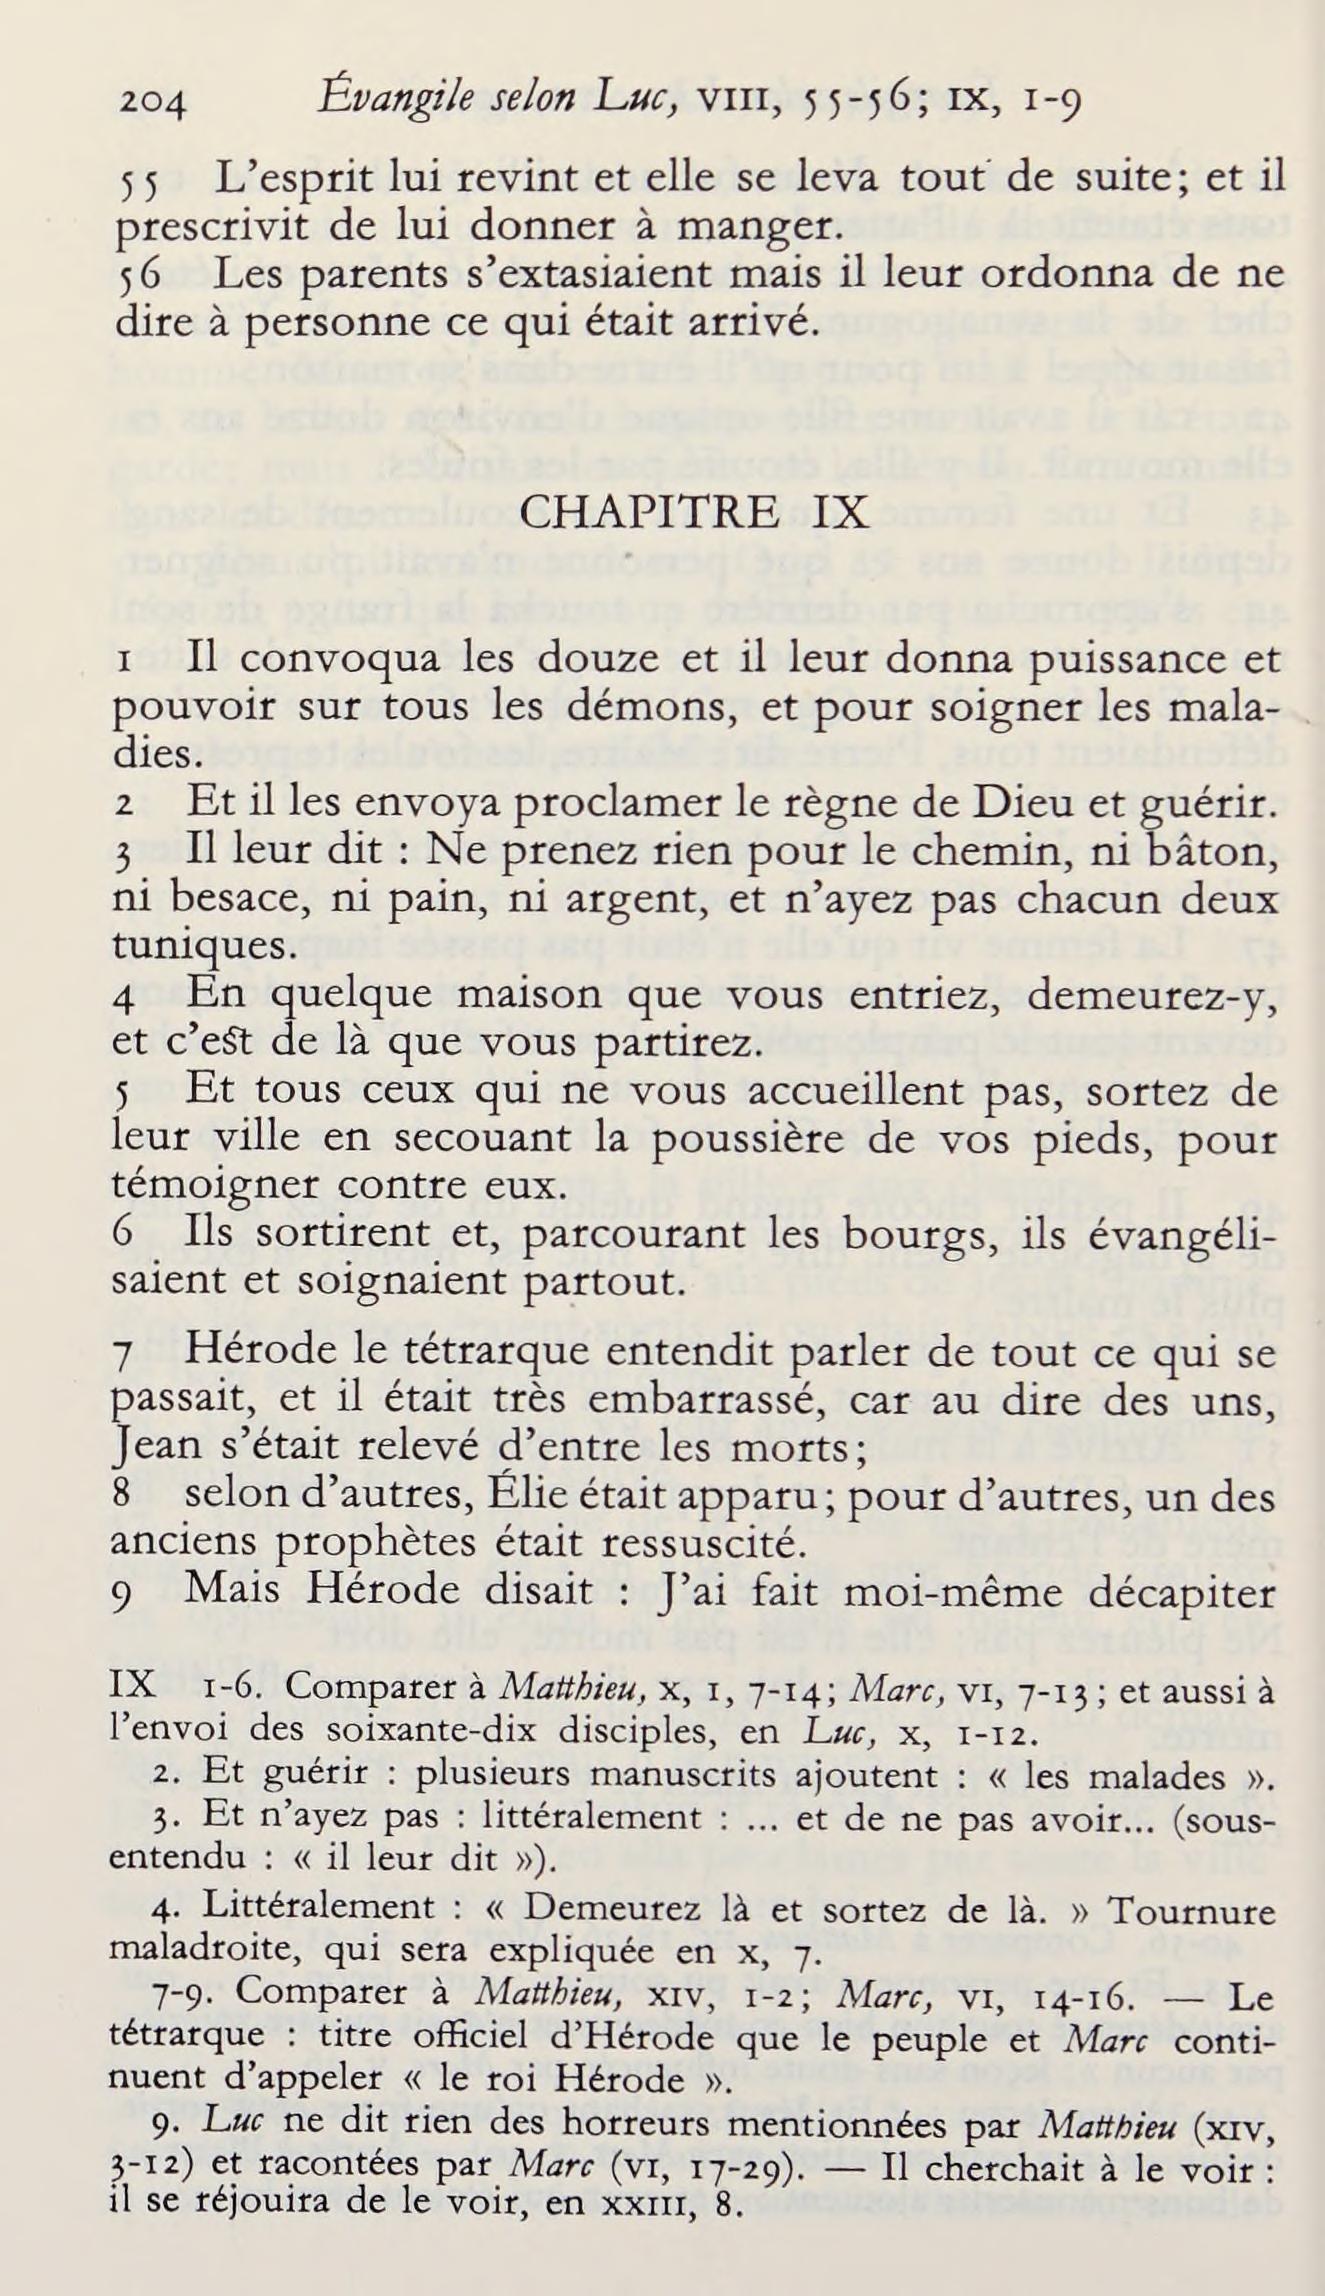 204 Évangile selon Luc, VIII, 55-56; IX, 1-9
55 L’esprit lui revint et elle se leva tout de suite; et il
prescrivit de lui donner à manger.
56 Les parents s’extasiaient mais il leur ordonna de ne
dire à personne ce qui était arrivé.
CHAPITRE IX
1 Il convoqua les douze et il leur donna puissance et
pouvoir sur tous les démons, et pour soigner les mala-
dies.
2 Et il les envoya proclamer le règne de Dieu et guérir.
3 Il leur dit : Ne prenez rien pour le chemin, ni bâton,
ni besace, ni pain, ni argent, et n’ayez pas chacun deux
tuniques.
4 En quelque maison que vous entriez, demeurez-y,
et c’est de là que vous partirez.
5 Et tous ceux qui ne vous accueillent pas, sortez de
leur ville en secouant la poussière de vos pieds, pour
témoigner contre eux.
6 Ils sortirent et, parcourant les bourgs, ils évangéli-
saient et soignaient partout.
7 Hérode le tétrarque entendit parler de tout ce qui se
passait, et il était très embarrassé, car au dire des uns,
Jean s’était relevé d’entre les morts;
8 selon d’autres, Élie était apparu; pour d’autres, un des
anciens prophètes était ressuscité.
9 Mais Hérode disait : J’ai fait moi-même décapiter
IX 1-6. Comparer à Matthieu, X, 1, 7-14; Marc, VI, 7-13; et aussi à
l’envoi des soixante-dix disciples, en Luc, X, 1-12.
2. Et guérir : plusieurs manuscrits ajoutent : « les malades ».
3. Et n’ayez pas : littéralement : ... et de ne pas avoir... (sous-
entendu : « il leur dit »).
4. Littéralement : « Demeurez là et sortez de là. » Tournure
maladroite, qui sera expliquée en X, 7.
7-9. Comparer à Matthieu, XIV, 1-2; Marc, VI, 14-16. — Le
tétrarque : titre officiel d’Hérode que le peuple et Marc conti-
nuent d’appeler « le roi Hérode ».
9. Luc ne dit rien des horreurs mentionnées par Matthieu (XIV,
3-12) et racontées par Marc (VI, 17-29). — Il cherchait à le voir :
il se réjouira de le voir, en XXIII, 8.